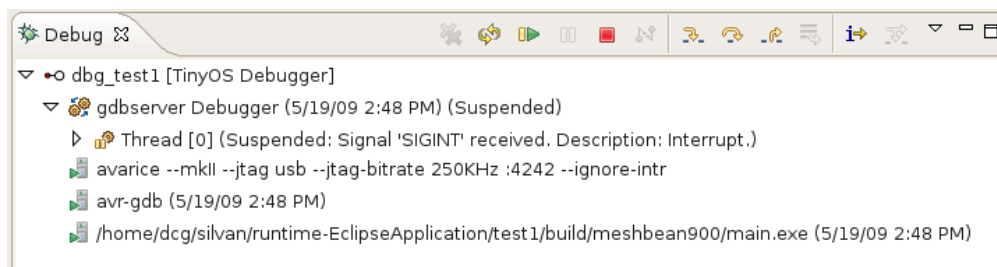 Debug
dbg_test1 [TinyOS Debugger]
gdbserver Debugger (5/19/09 2:48 PM) (Suspended)
Thread [0] (Suspended: Signal 'SIGINT' received. Description: Interrupt.)
avarice --mkII --jtag usb --jtag-bitrate 250KHz :4242 --ignore-intr
avr-gdb (5/19/09 2:48 PM)
/home/dcg/silvan/runtime-EclipseApplication/test1/build/meshbean900/main.exe (5/19/09 2:48 PM)